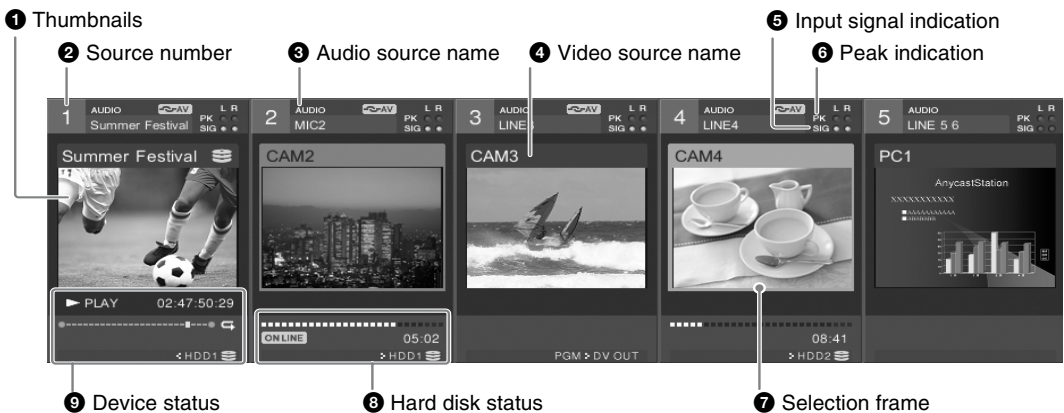 ❶ Thumbnails
❷ Source number
❸ Audio source name
❹ Video source name
❺ Input signal indication
❻ Peak indication
1 AUDIO AV L R
Summer Festival PK SIG
2 AUDIO AV L R
MIC2 PK SIG
3 AUDIO AV L R
PK SIG
4 AUDIO AV L R
LINE4 PK SIG
5 AUDIO L R
LINE 5 6 PK SIG
Summer Festival
CAM2
CAM3
CAM4
PC1
AnycastStation
XXXXXXXXXXX
PLAY 02:47:50:29
HDD1
ONLINE 05:02
HDD1
PGM DV OUT
08:41
HDD2
❾ Device status
❽ Hard disk status
❼ Selection frame